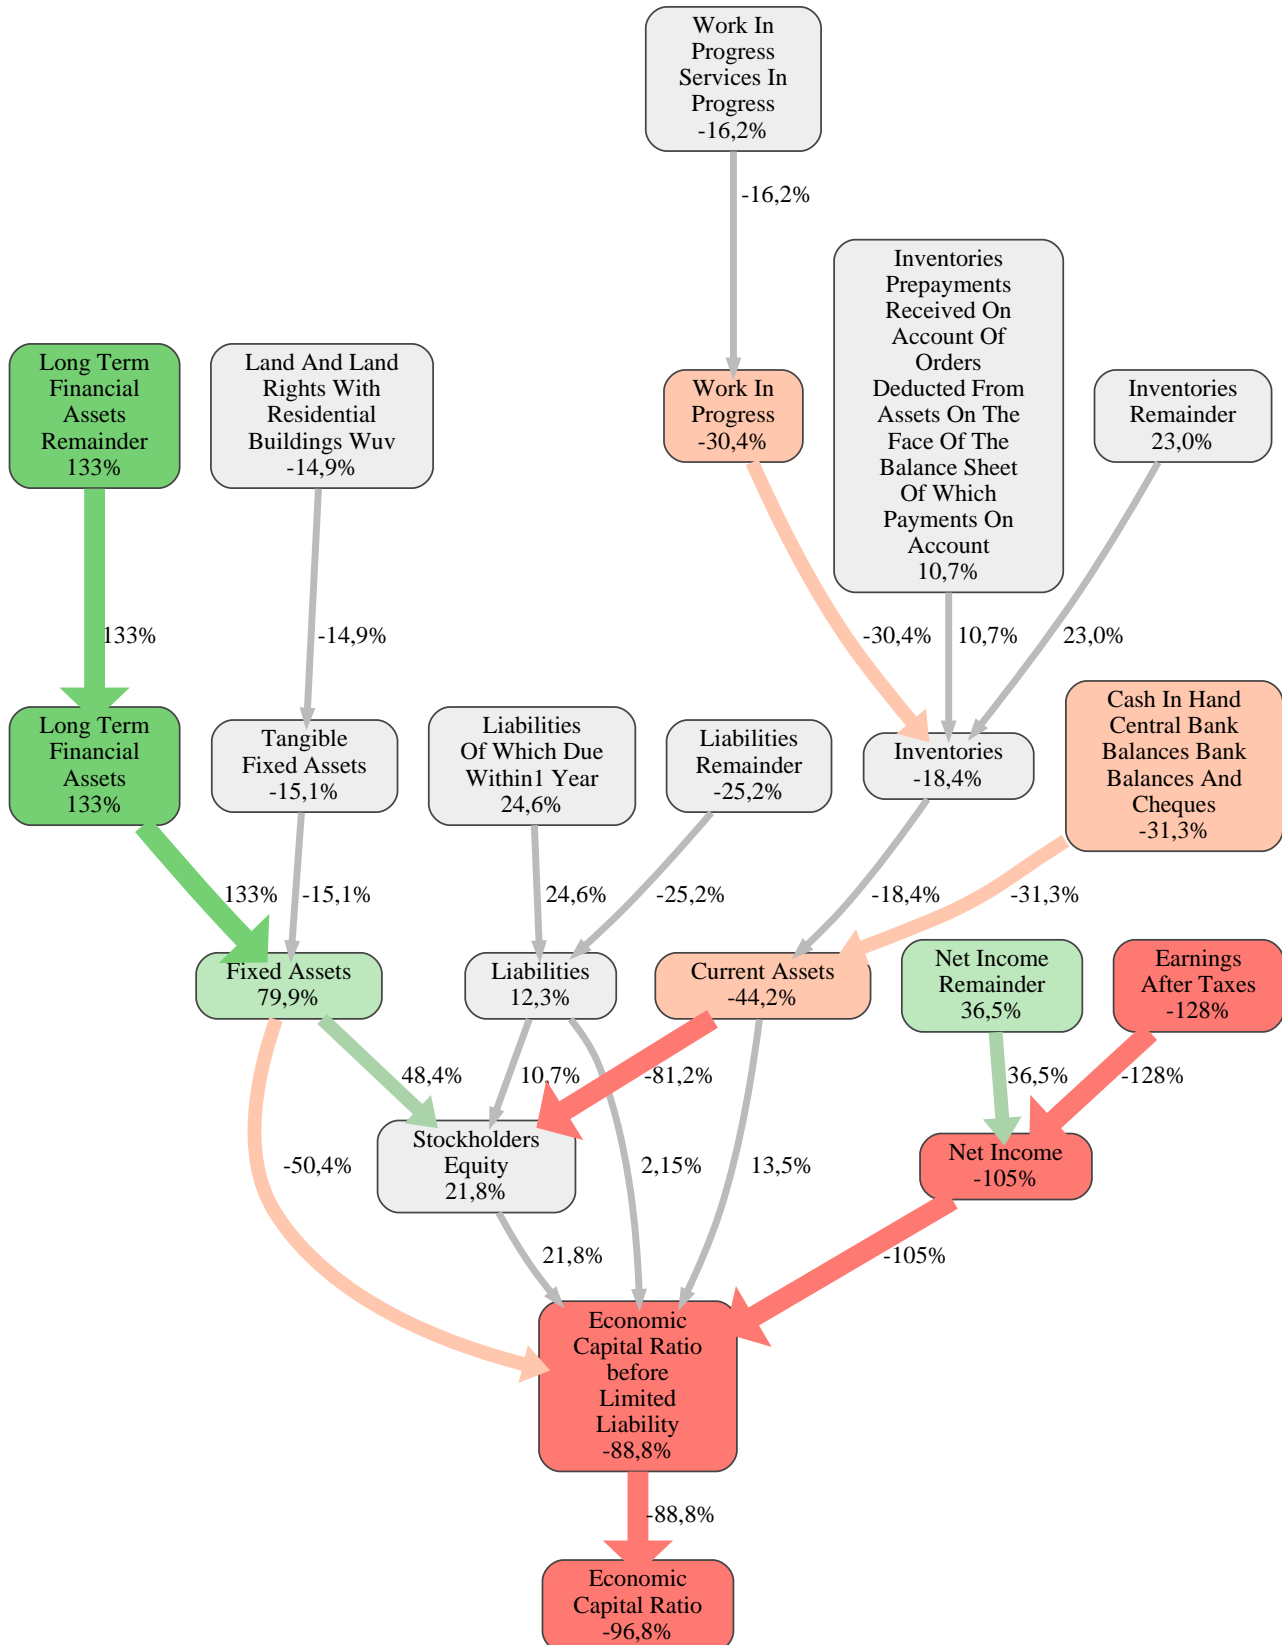 Work In
Progress
Services In
Progress
-16,2%
-16,2%
Inventories
Prepayments
Received On
Account Of
Orders
Deducted From
Assets On The
Face Of The
Balance Sheet
Of Which
Payments On
Account
10,7%
Long Term
Financial
Assets
Remainder
133%
Land And Land
Rights With
Residential
Buildings Wuv
-14,9%
Work In
Progress
-30,4%
Inventories
Remainder
23,0%
133%
-14,9%
-30,4%
10,7%
23,0%
Long Term
Financial
Assets
133%
Tangible
Fixed Assets
-15,1%
Liabilities
Of Which Due
Within1 Year
24,6%
Liabilities
Remainder
-25,2%
Inventories
-18,4%
Cash In Hand
Central Bank
Balances Bank
Balances And
Cheques
-31,3%
133%
-15,1%
24,6%
-25,2%
-18,4%
-31,3%
Fixed Assets
79,9%
Liabilities
12,3%
Current Assets
-44,2%
Net Income
Remainder
36,5%
Earnings
After Taxes
-128%
48,4%
10,7%
-81,2%
36,5%
-128%
Stockholders
Equity
21,8%
-50,4%
2,15%
13,5%
Net Income
-105%
21,8%
-105%
Economic
Capital Ratio
before
Limited
Liability
-88,8%
-88,8%
Economic
Capital Ratio
-96,8%